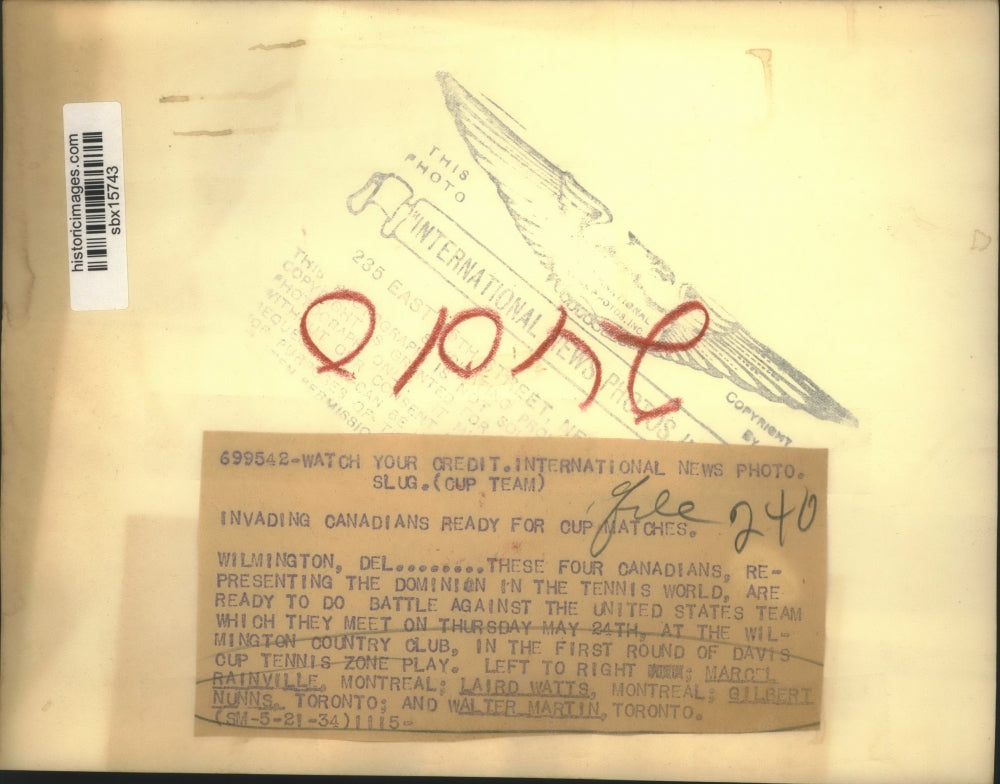 historicimages.com
sbx15743
THIS
PHOTO
"INTERNATIONAL NEWS PHOTOS
235 EAST STREET, NE
COPYRIGHT
BY
699542-WATCH YOUR CREDIT.INTERNATIONAL NEWS PHOTO.
SLUG.(CUP TEAM)
file 240
INVADING CANADIANS READY FOR CUP MATCHES.
WILMINGTON, DEL.........THESE FOUR CANADIANS, RE-
PRESENTING THE DOMINION IN THE TENNIS WORLD, ARE
READY TO DO BATTLE AGAINST THE UNITED STATES TEAM
WHICH THEY MEET ON THURSDAY MAY 24TH, AT THE WIL-
MINGTON COUNTRY CLUB, IN THE FIRST ROUND OF DAVIS
CUP TENNIS ZONE PLAY. LEFT TO RIGHT ; MARCEL
RAINVILLE, MONTREAL; LAIRD WATTS, MONTREAL; GILBERT
NUNNS, TORONTO; AND WALTER MARTIN, TORONTO.
(SM-5-21-34)1115-